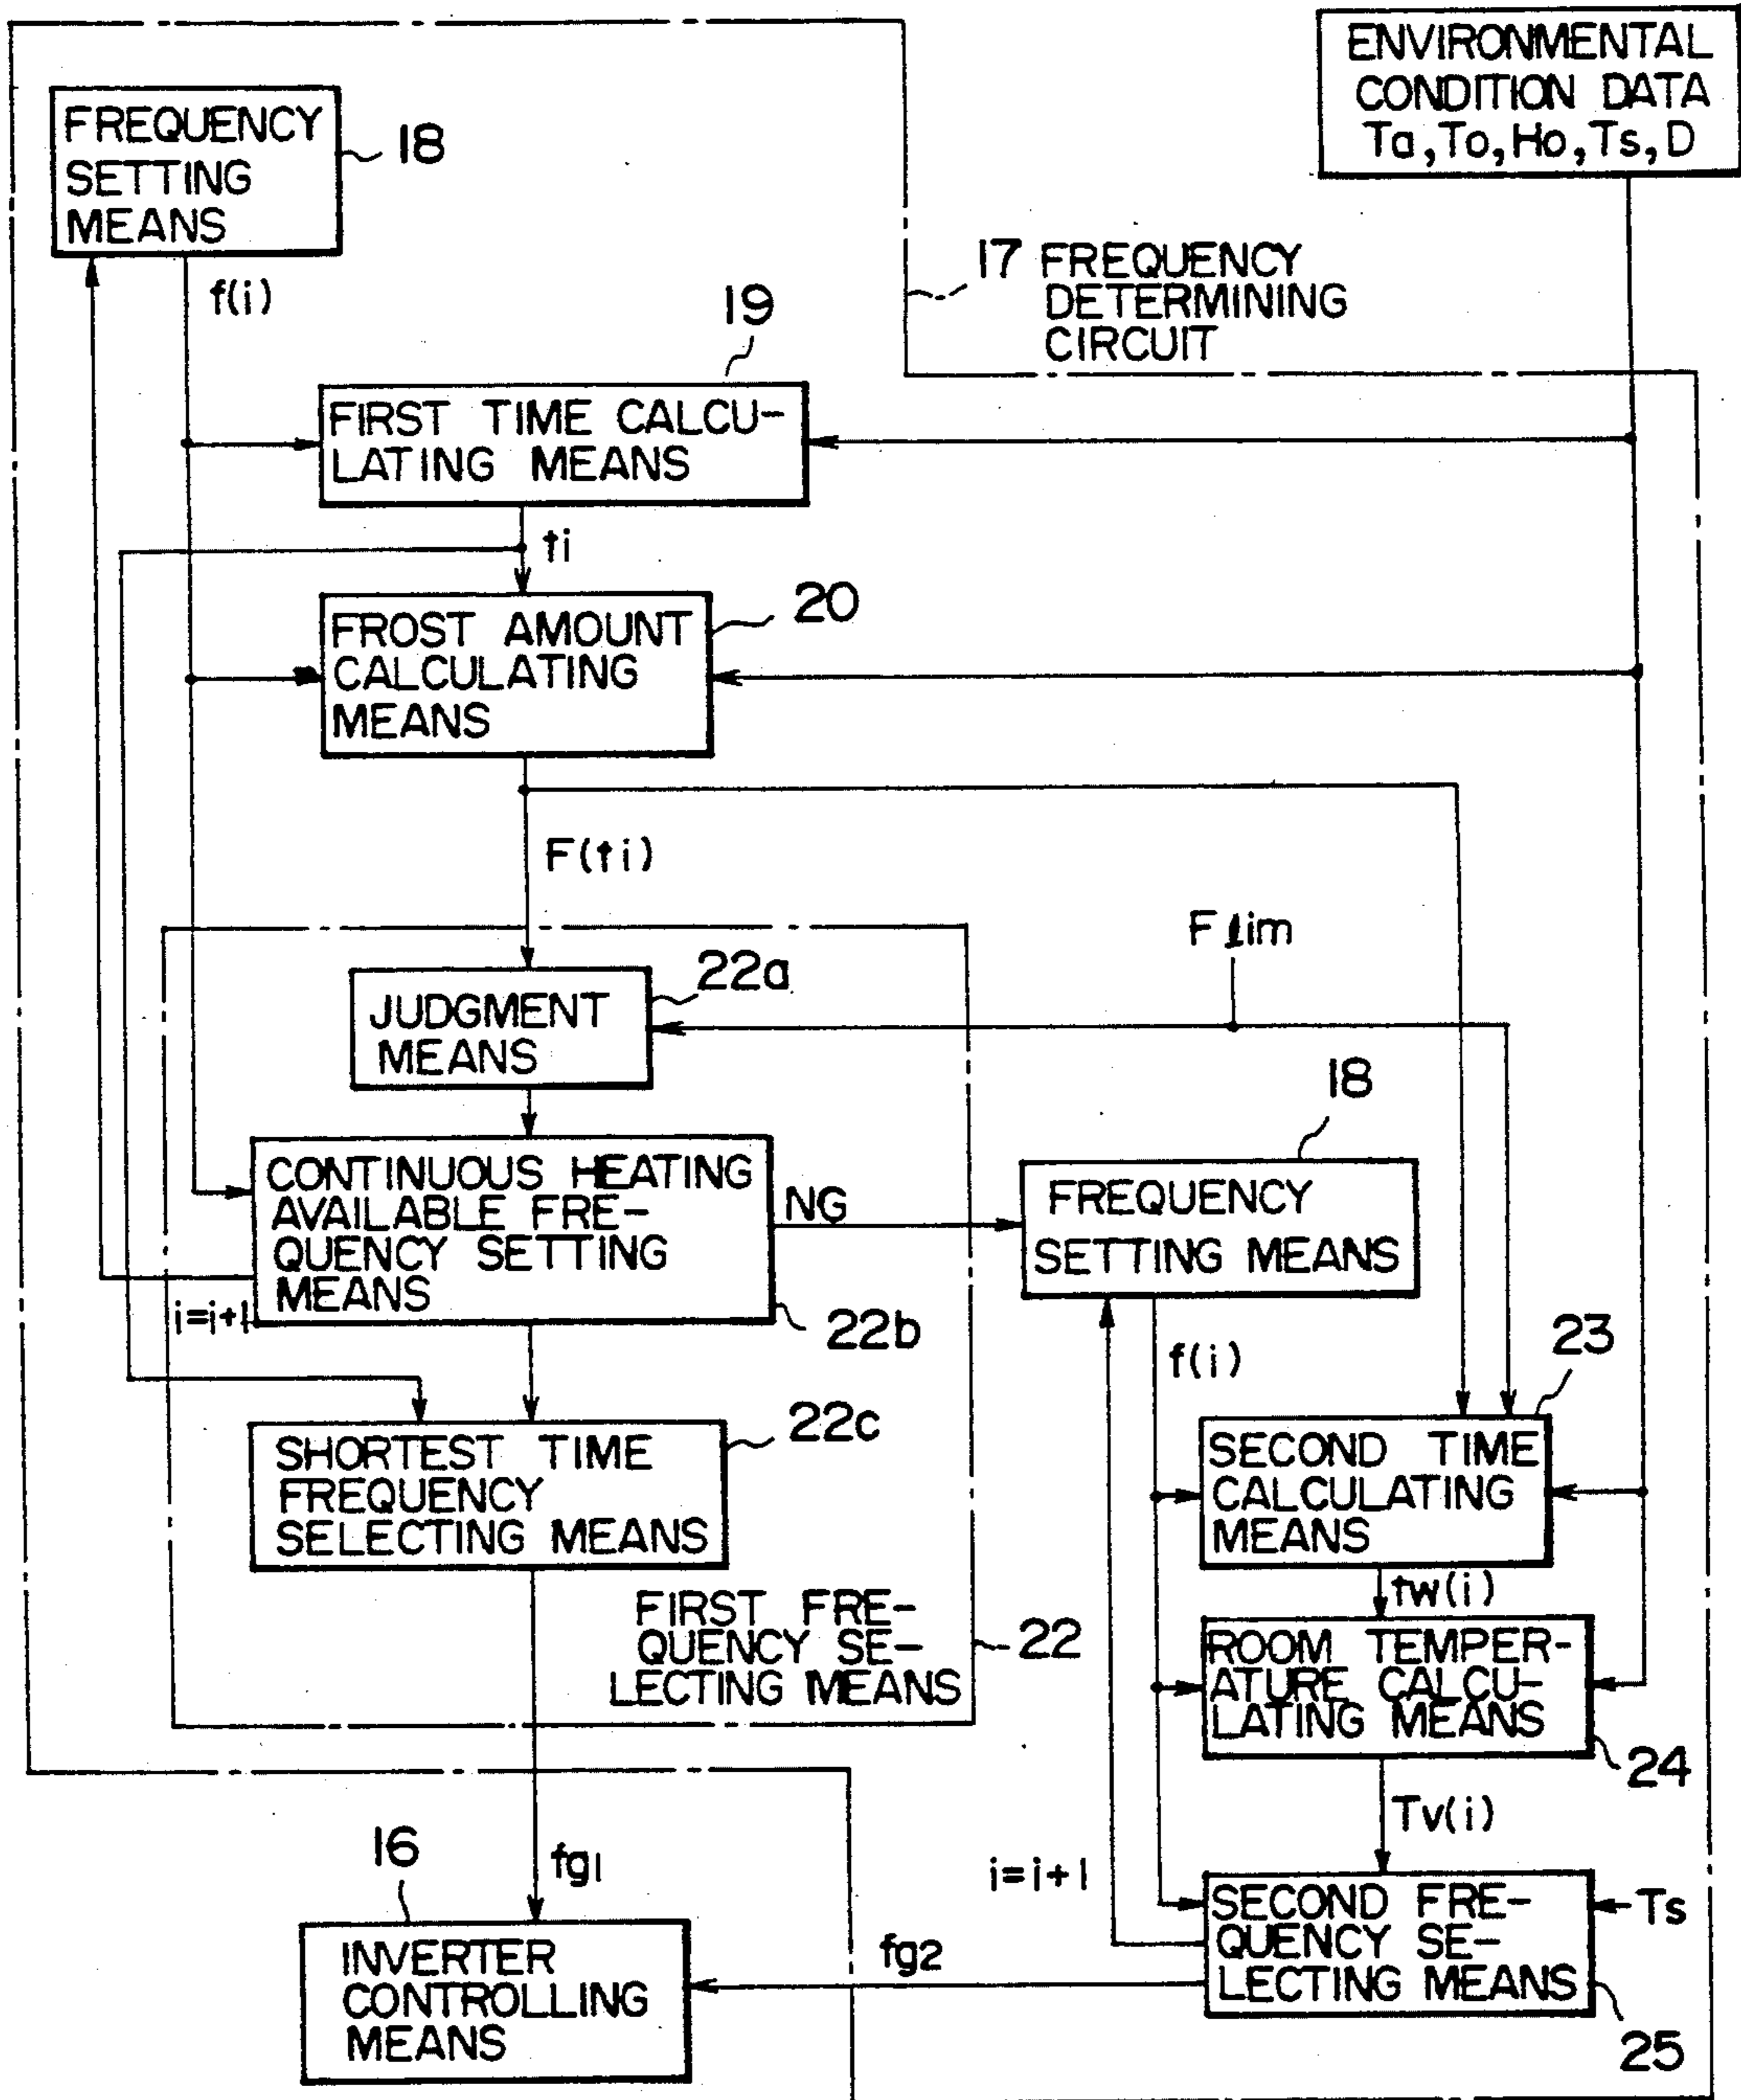 ENVIRONMENTAL
CONDITION DATA
Ta, To, Ho, Ts, D
FREQUENCY
SETTING
MEANS
18
f(i)
17 FREQUENCY
DETERMINING
CIRCUIT
19
FIRST TIME CALCU-
LATING MEANS
ti
20
FROST AMOUNT
CALCULATING
MEANS
F(ti)
Flim
22a
JUDGMENT
MEANS
18
CONTINUOUS HEATING
AVAILABLE FRE-
QUENCY SETTING
MEANS
NG
FREQUENCY
SETTING MEANS
i=i+1
22b
f(i)
23
22c
SHORTEST TIME
FREQUENCY
SELECTING MEANS
SECOND TIME
CALCULATING
MEANS
tw(i)
FIRST FRE-
QUENCY SE-
LECTING MEANS
22
ROOM TEMPER-
ATURE CALCU-
LATING MEANS
24
Tv(i)
16
fg1
i=i+1
SECOND FRE-
QUENCY SE-
LECTING MEANS
Ts
fg2
INVERTER
CONTROLLING
MEANS
25